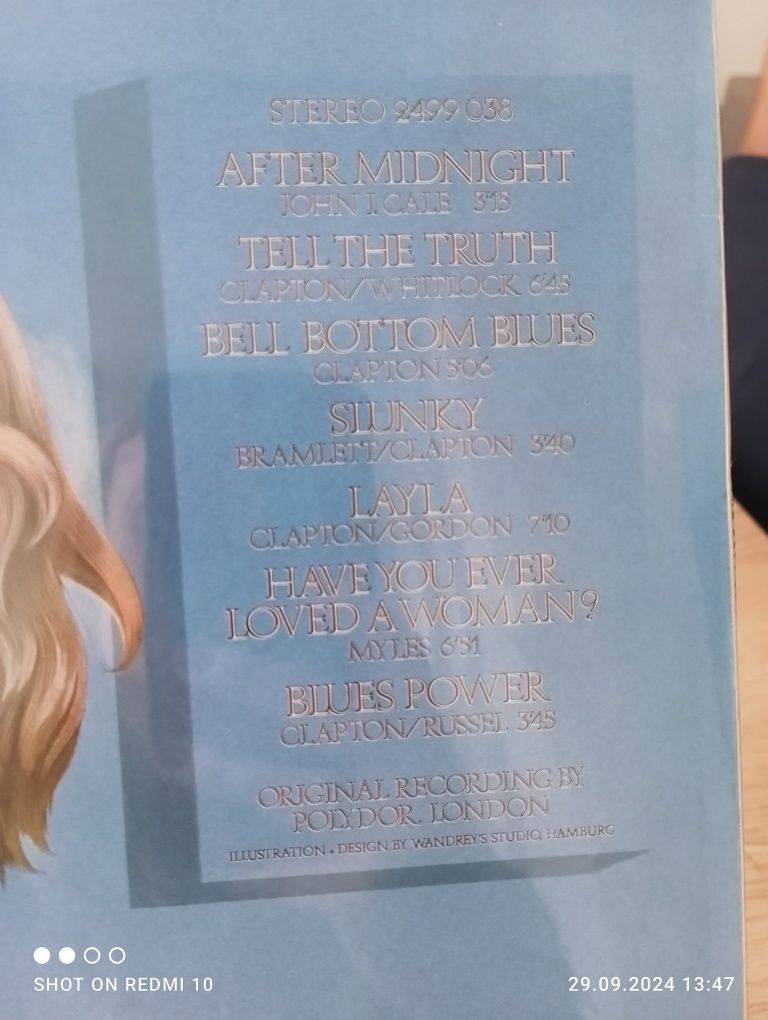 STEREO 2499 038
AFTER MIDNIGHT
JOHN J. CALE 3'15
TELL THE TRUTH
CLAPTON/WHITLOCK 6'45
BELL BOTTOM BLUES
CLAPTON 5'06
SLUNKY
BRAMLETT/CLAPTON 3'40
LAYLA
CLAPTON/GORDON 7'10
HAVE YOU EVER
LOVED A WOMAN?
MYLES 6'51
BLUES POWER
CLAPTON/RUSSEL 3'45
ORIGINAL RECORDING BY
POLYDOR, LONDON
ILLUSTRATION + DESIGN BY WANDREY'S STUDIO, HAMBURG
SHOT ON REDMI 10
29.09.2024 13:47